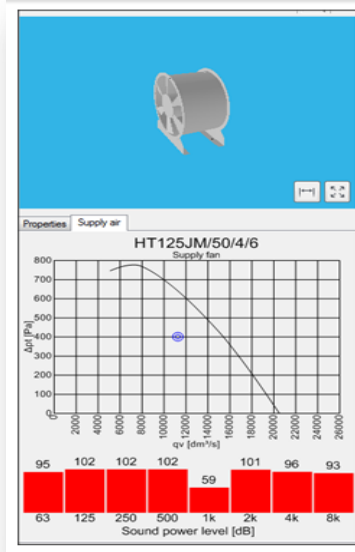 Properties Supply air
HT125JM/50/4/6
Supply fan
800
700
600
500
400
300
200
100
0
Δpt [Pa]
0 2000 4000 6000 8000 10000 12000 14000 16000 18000 20000 22000 24000 26000
qv [dm³/s]
95 102 102 102 59 101 96 93
63 125 250 500 1k 2k 4k 8k
Sound power level [dB]